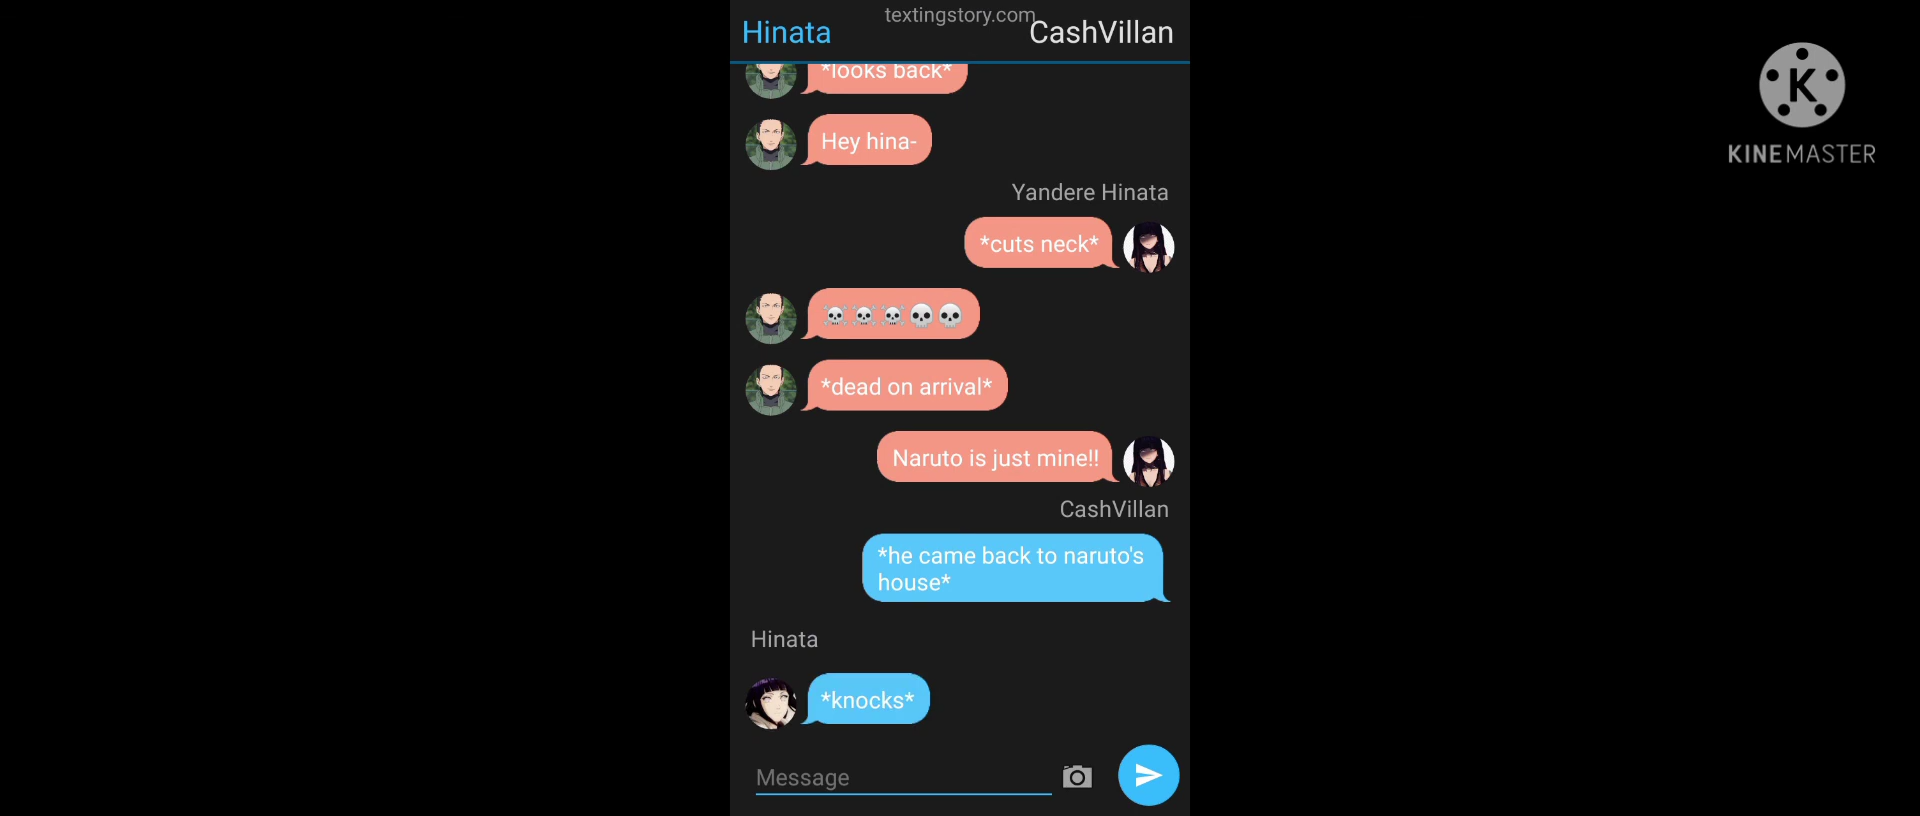 textingstory.com
Hinata
CashVillan
*looks back*
Hey hina-
Yandere Hinata
*cuts neck*
☠☠☠💀💀
*dead on arrival*
Naruto is just mine!!
CashVillan
*he came back to naruto's
house*
Hinata
*knocks*
Message
K
KINEMASTER